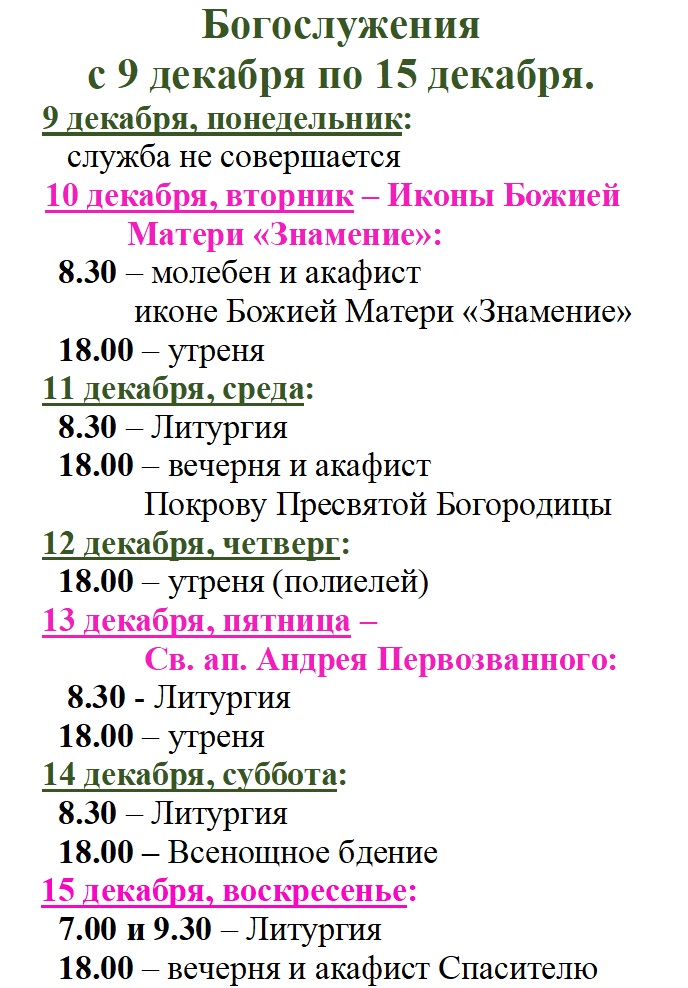 Богослужения
с 9 декабря по 15 декабря.
9 декабря, понедельник:
служба не совершается
10 декабря, вторник – Иконы Божией
Матери «Знамение»:
8.30 – молебен и акафист
иконе Божией Матери «Знамение»
18.00 – утреня
11 декабря, среда:
8.30 – Литургия
18.00 – вечерня и акафист
Покрову Пресвятой Богородицы
12 декабря, четверг:
18.00 – утреня (полиелей)
13 декабря, пятница –
Св. ап. Андрея Первозванного:
8.30 - Литургия
18.00 – утреня
14 декабря, суббота:
8.30 – Литургия
18.00 – Всенощное бдение
15 декабря, воскресенье:
7.00 и 9.30 – Литургия
18.00 – вечерня и акафист Спасителю